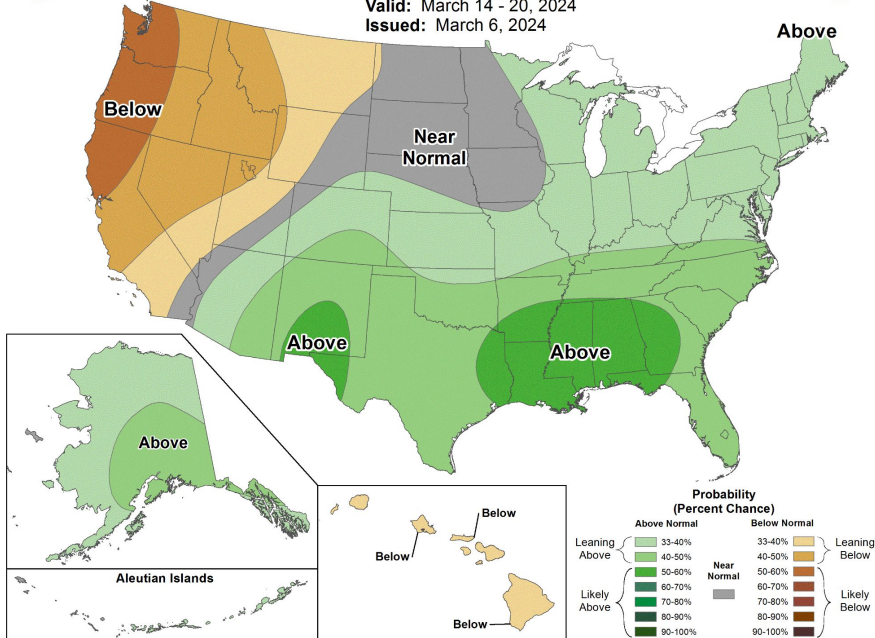 Valid: March 14 - 20, 2024
Issued: March 6, 2024
Above
Below
Near
Normal
Above
Above
Above
Below
Below
Below
Aleutian Islands
Probability
(Percent Chance)
Above Normal Below Normal
Leaning
Above
33-40%
40-50%
Likely
Above
50-60%
60-70%
70-80%
80-90%
90-100%
Near
Normal
33-40%
40-50%
Leaning
Below
50-60%
60-70%
70-80%
80-90%
90-100%
Likely
Below